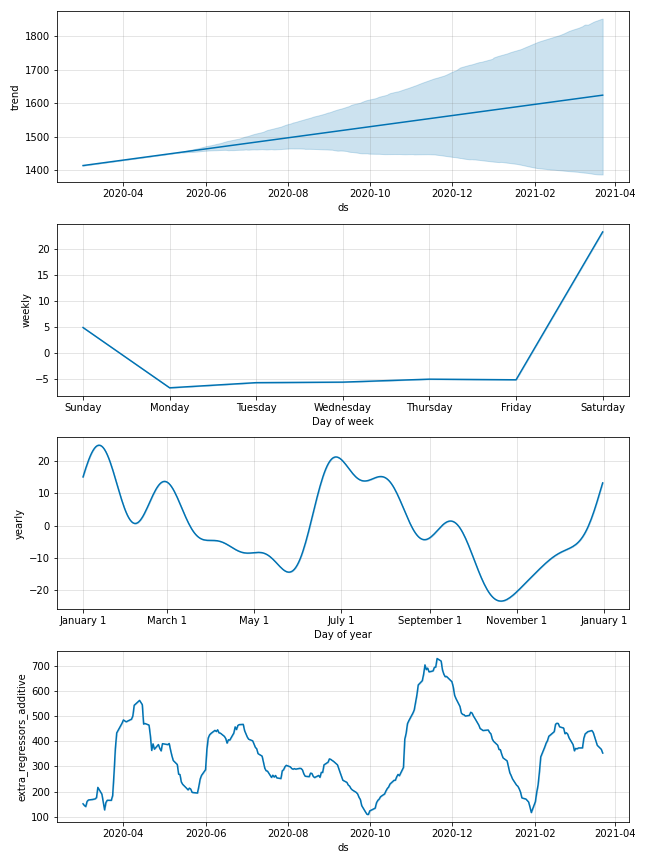 trend
1800
1700
1600
1500
1400
2020-04 2020-06 2020-08 2020-10 2020-12 2021-02 2021-04
ds
weekly
20
15
10
5
0
−5
Sunday Monday Tuesday Wednesday Thursday Friday Saturday
Day of week
yearly
20
10
0
−10
−20
January 1 March 1 May 1 July 1 September 1 November 1 January 1
Day of year
extra_regressors_additive
700
600
500
400
300
200
100
2020-04 2020-06 2020-08 2020-10 2020-12 2021-02 2021-04
ds